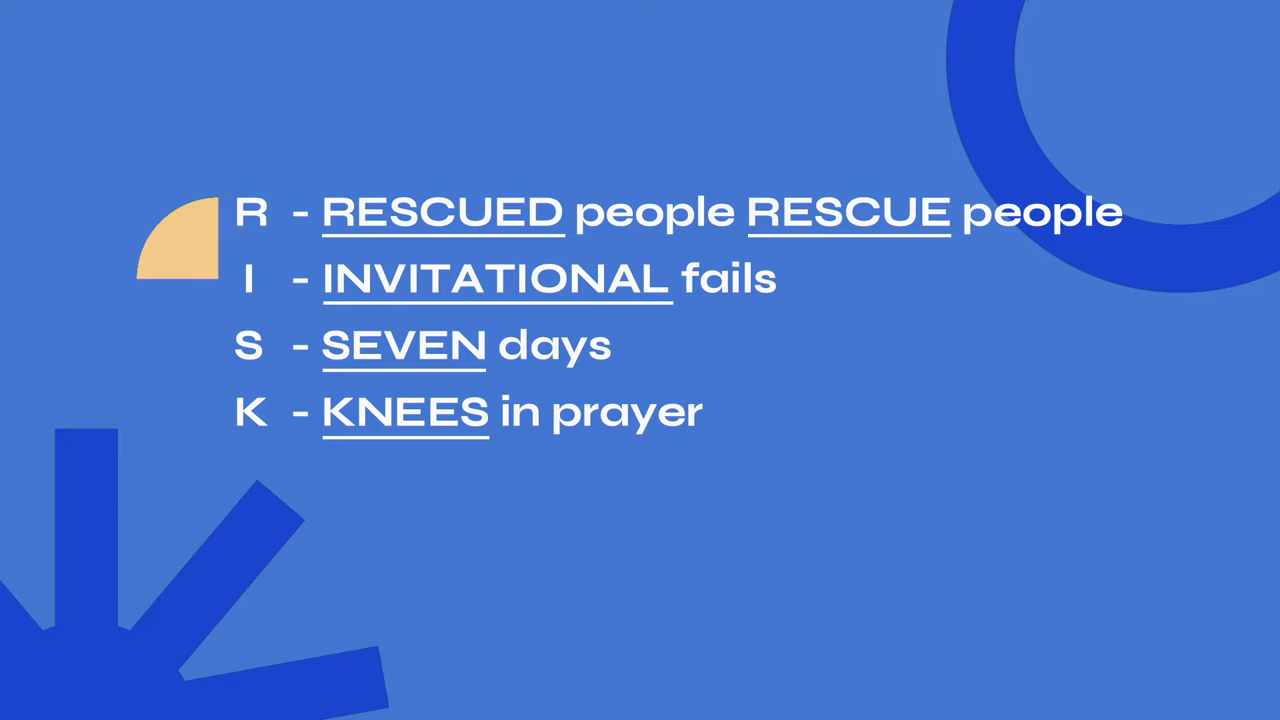 R - RESCUED people RESCUE people
I - INVITATIONAL fails
S - SEVEN days
K - KNEES in prayer